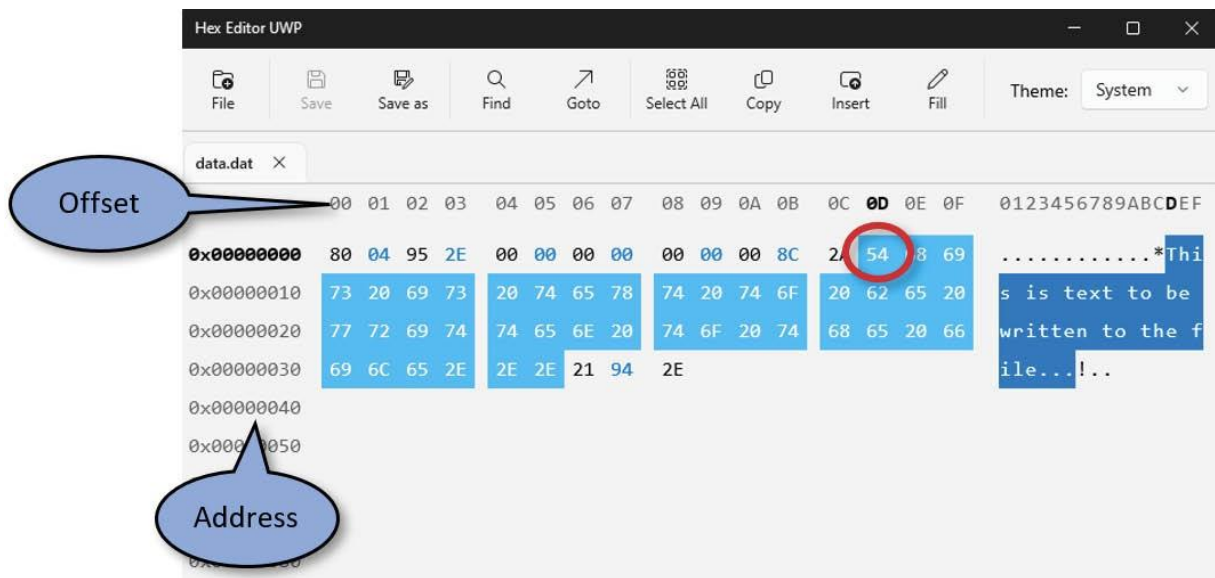 Hex Editor UWP
File Save Save as Find Goto Select All Copy Insert Fill Theme: System
data.dat
Offset
00 01 02 03 04 05 06 07 08 09 0A 0B 0C 0D 0E 0F 0123456789ABCDEF
0x00000000 80 04 95 2E 00 00 00 00 00 00 00 8C 2A 54 68 69 ............*Thi
0x00000010 73 20 69 73 20 74 65 78 74 20 74 6F 20 62 65 20 s is text to be
0x00000020 77 72 69 74 74 65 6E 20 74 6F 20 74 68 65 20 66 written to the f
0x00000030 69 6C 65 2E 2E 2E 21 94 2E ile...!..
0x00000040
0x00000050
Address